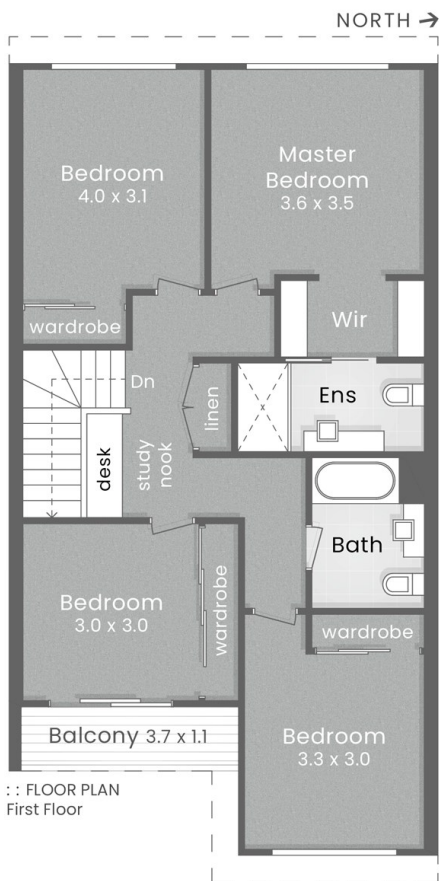 NORTH
Bedroom
4.0 x 3.1
Master
Bedroom
3.6 x 3.5
wardrobe
Wir
Dn
linen
Ens
desk
study
nook
Bath
Bedroom
3.0 x 3.0
wardrobe
wardrobe
Balcony 3.7 x 1.1
Bedroom
3.3 x 3.0
: : FLOOR PLAN
First Floor